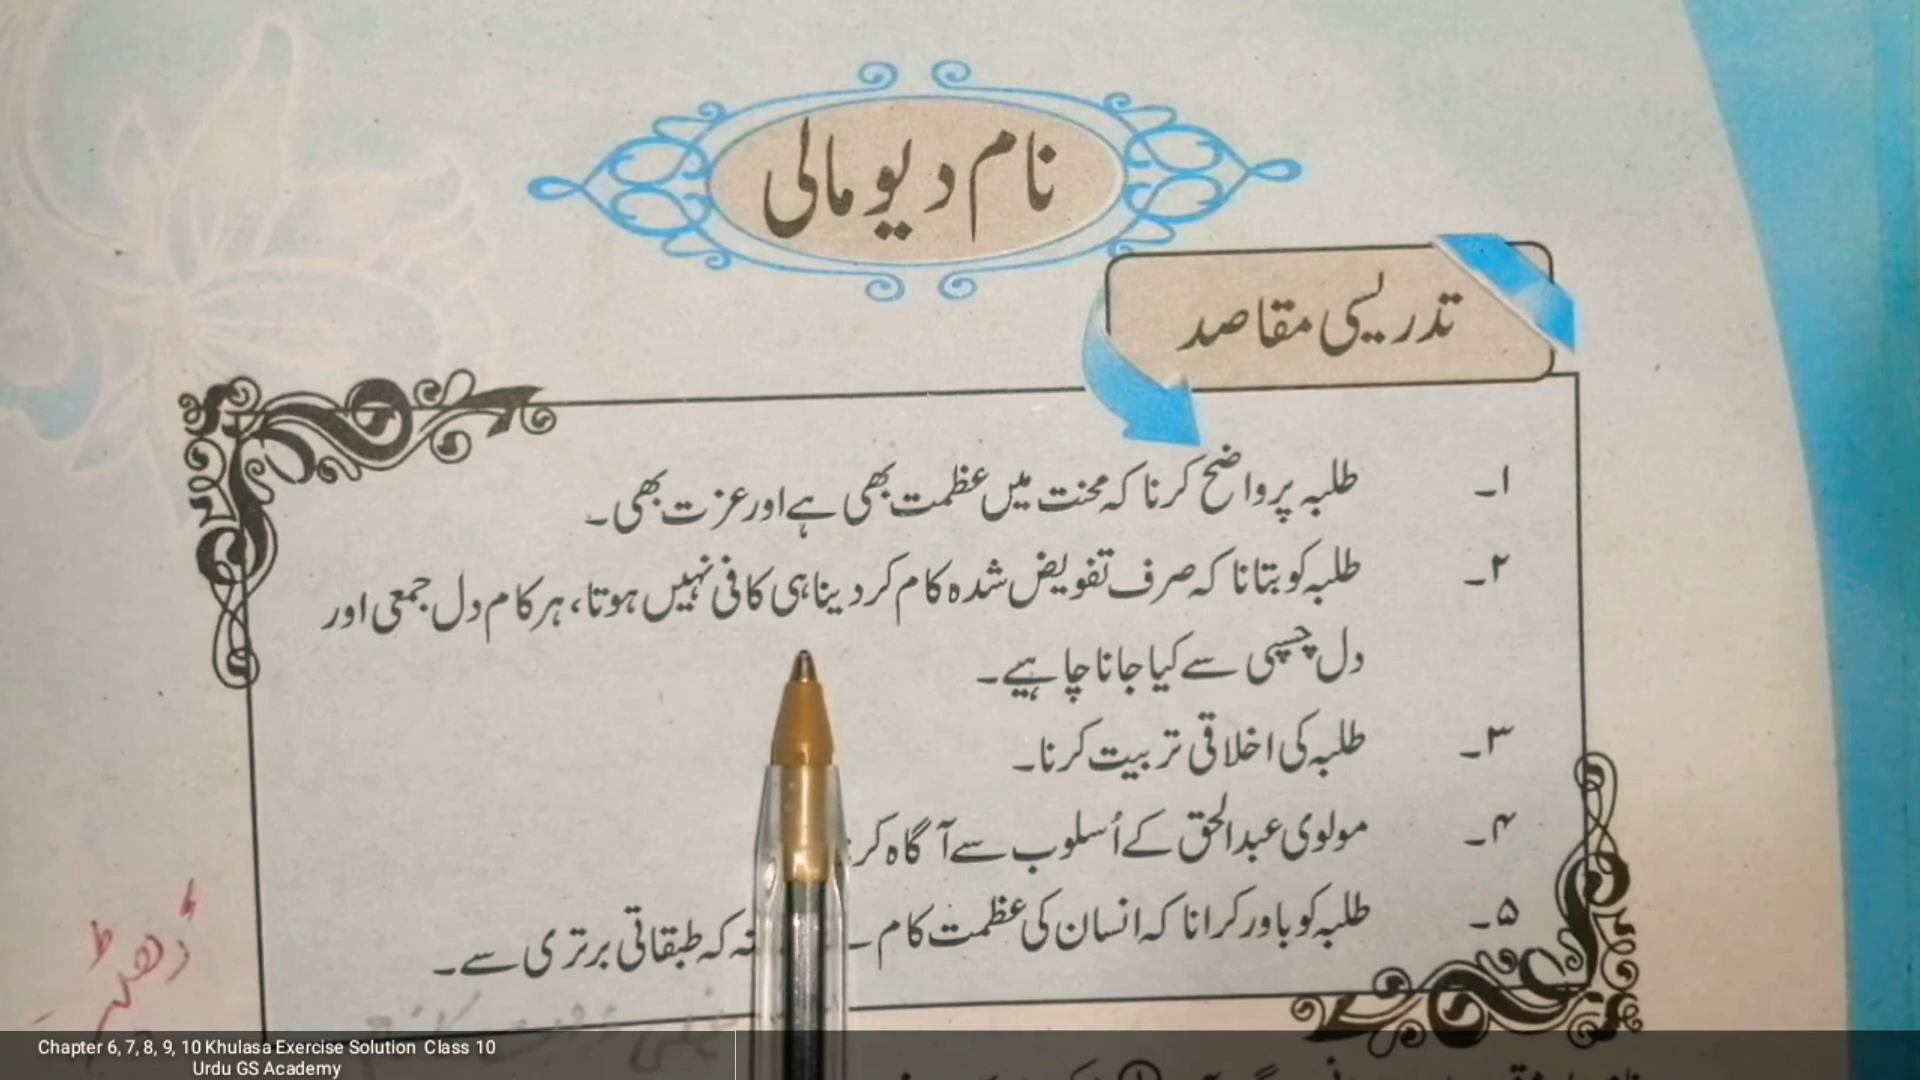 نام دیو مالی
تدریسی مقاصد
۱۔ طلبہ پر واضح کرنا کہ محنت میں عظمت بھی ہے اور عزت بھی۔
۲۔ طلبہ کو بتانا کہ صرف تفویض شدہ کام کر دینا ہی کافی نہیں ہوتا، ہر کام دل جمعی اور
دل چسپی سے کیا جانا چاہیے۔
۳۔ طلبہ کی اخلاقی تربیت کرنا۔
۴۔ مولوی عبدالحق کے اُسلوب سے آگاہ
۵۔ طلبہ کو باور کرانا کہ انسان کی عظمت کام نہ کہ طبقاتی برتری سے۔
Chapter 6, 7, 8, 9, 10 Khulasa Exercise Solution Class 10
Urdu GS Academy